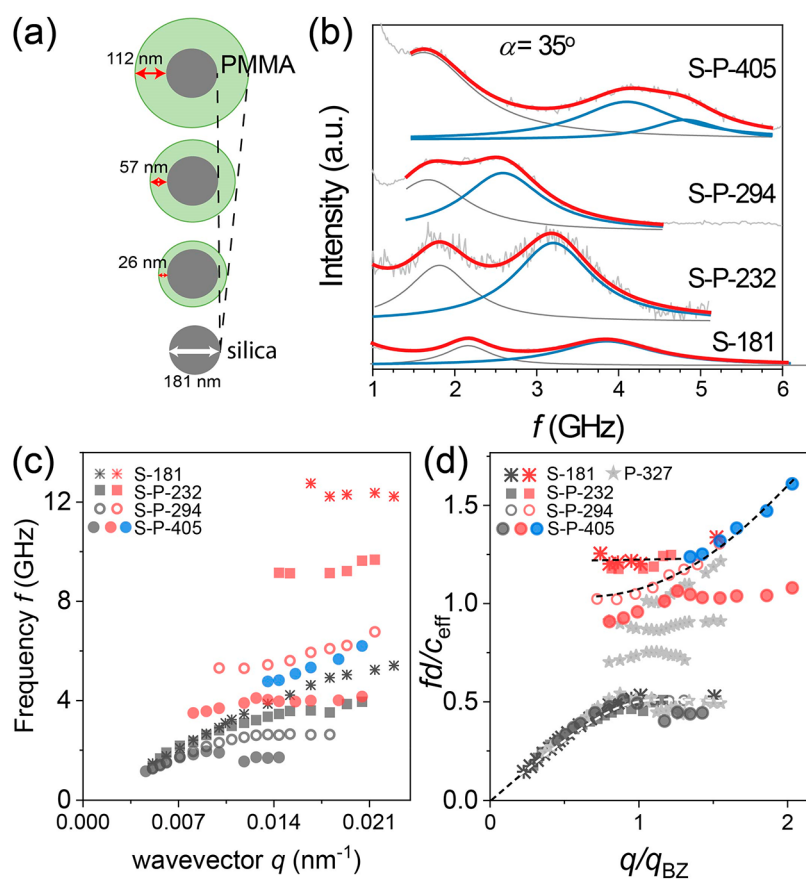 (a)
112 nm
PMMA
57 nm
26 nm
silica
181 nm
(b)
α= 35º
S-P-405
S-P-294
S-P-232
S-181
Intensity (a.u.)
1 2 3 4 5 6
f (GHz)
(c)
S-181
S-P-232
S-P-294
S-P-405
12
8
4
0
Frequency f (GHz)
0.000 0.007 0.014 0.021
wavevector q (nm⁻¹)
(d)
S-181 P-327
S-P-232
S-P-294
S-P-405
1.5
1.0
0.5
0.0
fd/c_eff
0 1 2
q/q_BZ